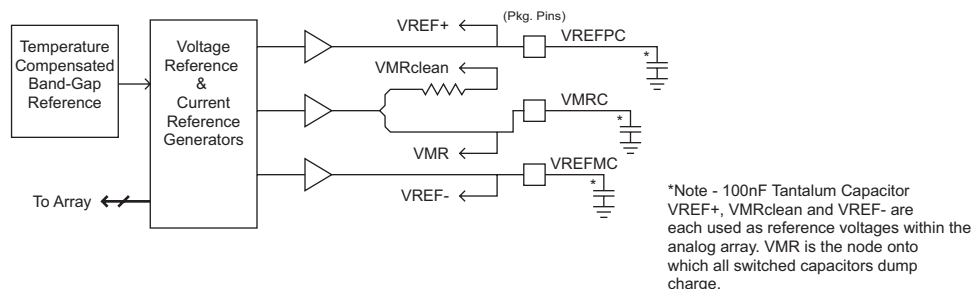 (Pkg. Pins)
VREF+
VREFPC
*
Temperature
Compensated
Band-Gap
Reference
Voltage
Reference
&
Current
Reference
Generators
VMRclean
VMRC
*
VMR
VREFMC
*
VREF-
To Array
*Note - 100nF Tantalum Capacitor
VREF+, VMRclean and VREF- are
each used as reference voltages within the
analog array. VMR is the node onto
which all switched capacitors dump
charge.